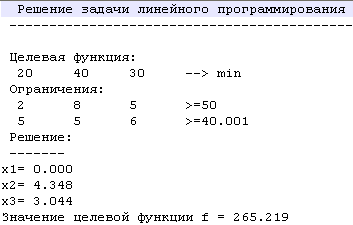 Решение задачи линейного программирования
--------------------------------------------
Целевая функция:
20 40 30 --> min
Ограничения:
2 8 5 >=50
5 5 6 >=40.001
Решение:
-------
x1= 0.000
x2= 4.348
x3= 3.044
Значение целевой функции f = 265.219